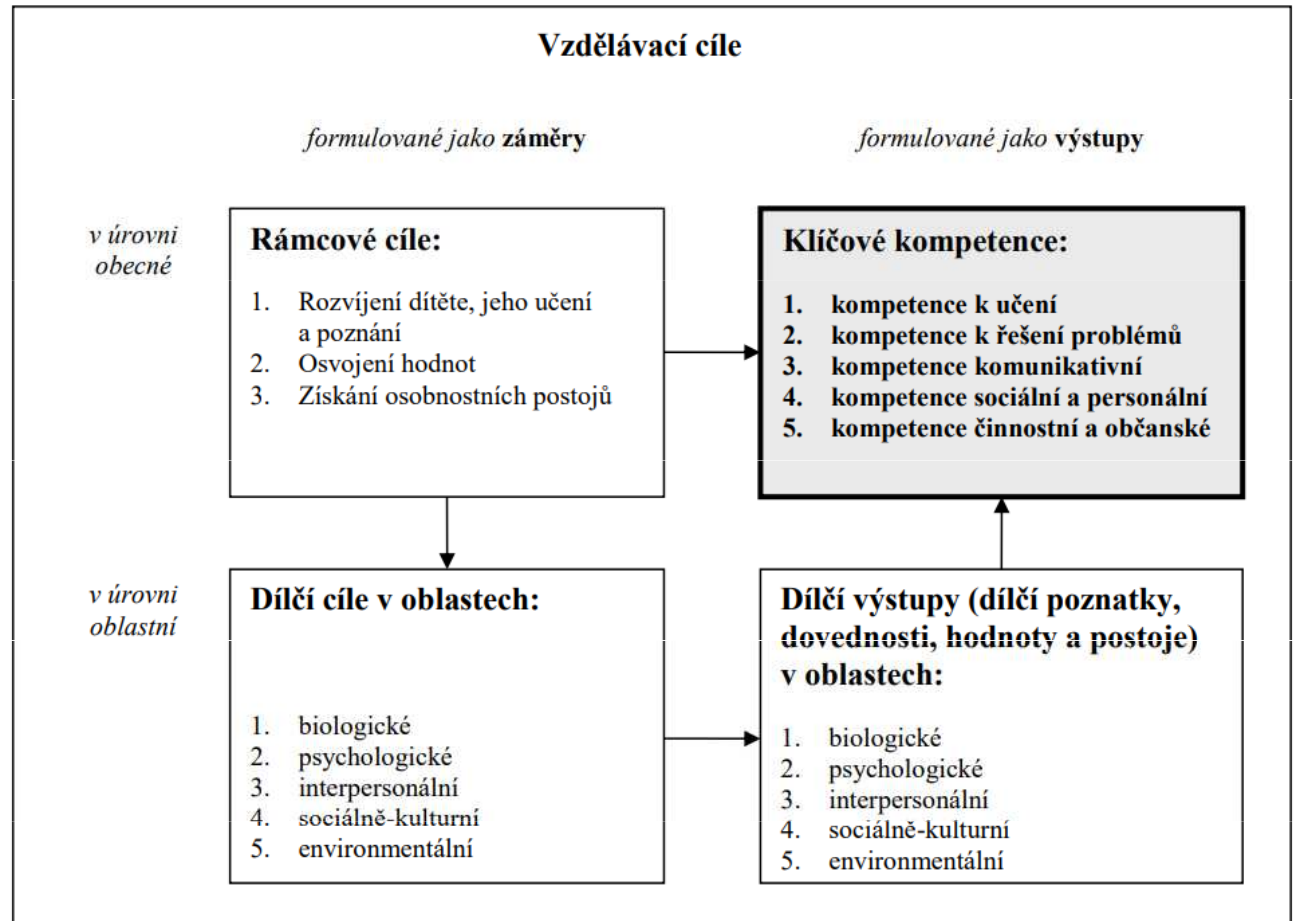 Vzdělávací cíle
formulované jako záměry
formulované jako výstupy
v úrovni
obecné
Rámcové cíle:
1. Rozvíjení dítěte, jeho učení
a poznání
2. Osvojení hodnot
3. Získání osobnostních postojů
Klíčové kompetence:
1. kompetence k učení
2. kompetence k řešení problémů
3. kompetence komunikativní
4. kompetence sociální a personální
5. kompetence činnostní a občanské
v úrovni
oblastní
Dílčí cíle v oblastech:
1. biologické
2. psychologické
3. interpersonální
4. sociálně-kulturní
5. environmentální
Dílčí výstupy (dílčí poznatky,
dovednosti, hodnoty a postoje)
v oblastech:
1. biologické
2. psychologické
3. interpersonální
4. sociálně-kulturní
5. environmentální